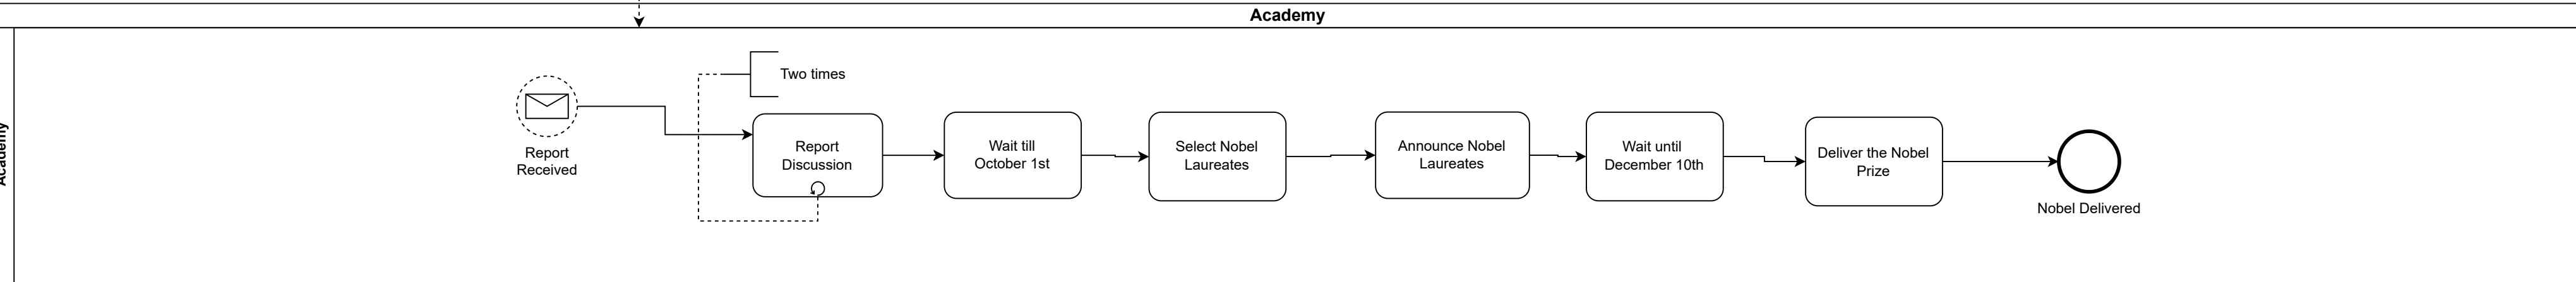 Academy
Academy
Two times
Report
Received
Report
Discussion
Wait till
October 1st
Select Nobel
Laureates
Announce Nobel
Laureates
Wait until
December 10th
Deliver the Nobel
Prize
Nobel Delivered